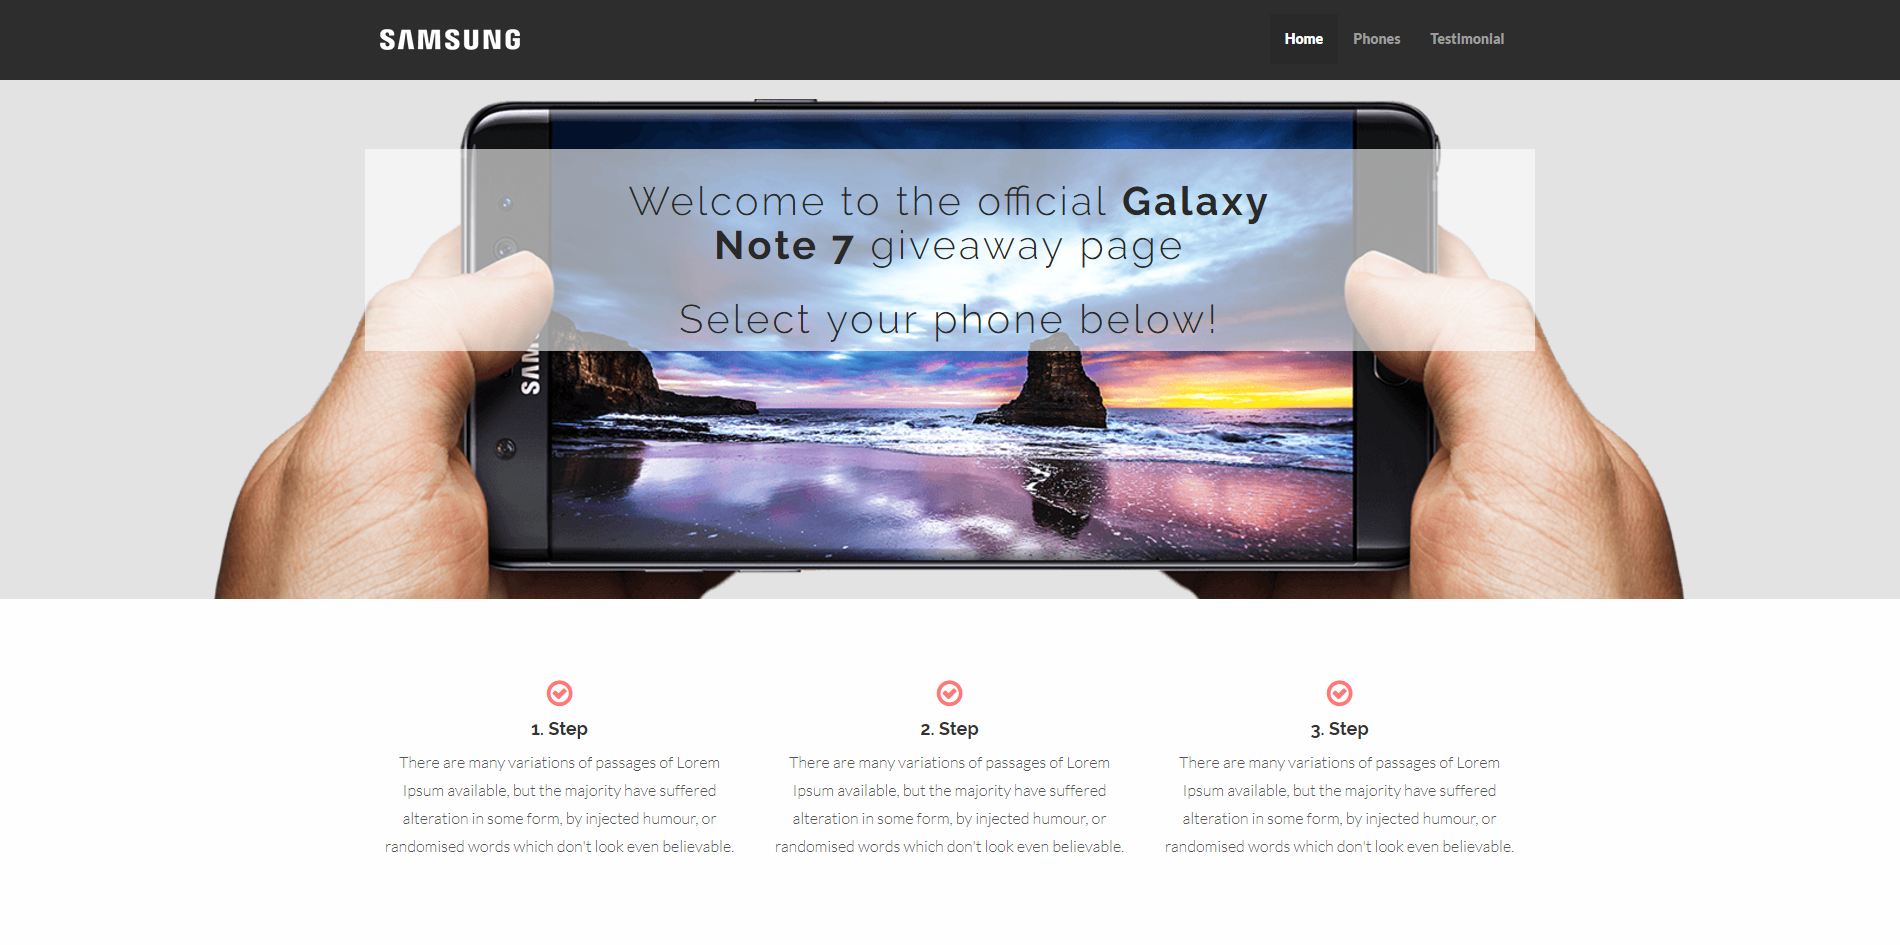 SAMSUNG
Home Phones Testimonial
Welcome to the official Galaxy
Note 7 giveaway page
Select your phone below!
SAM
1. Step
There are many variations of passages of Lorem
Ipsum available, but the majority have suffered
alteration in some form, by injected humour, or
randomised words which don't look even believable.
2. Step
There are many variations of passages of Lorem
Ipsum available, but the majority have suffered
alteration in some form, by injected humour, or
randomised words which don't look even believable.
3. Step
There are many variations of passages of Lorem
Ipsum available, but the majority have suffered
alteration in some form, by injected humour, or
randomised words which don't look even believable.